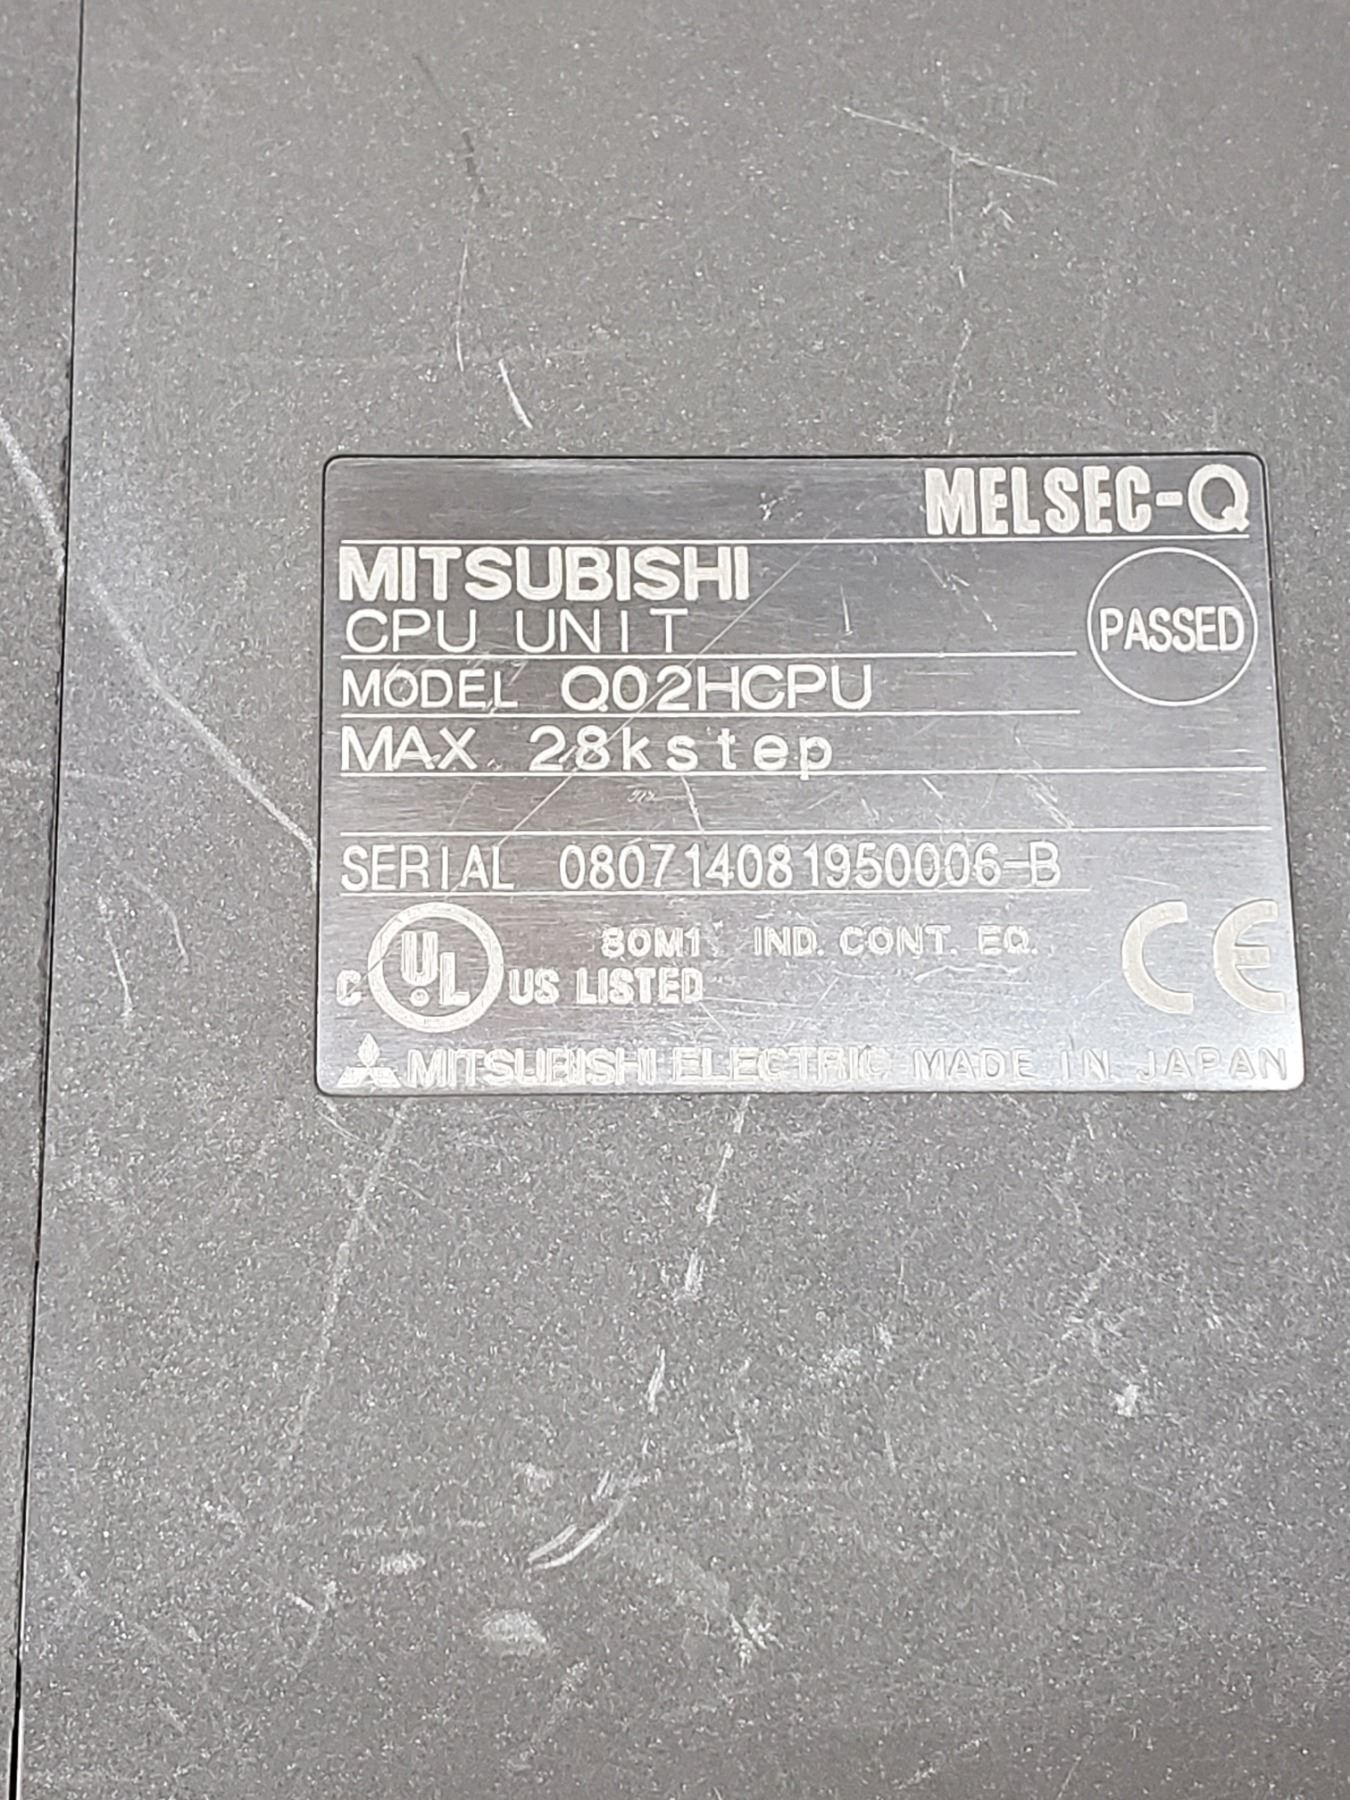 MELSEC-Q
MITSUBISHI
CPU UNIT
PASSED
MODEL Q02HCPU
MAX 28kstep
SERIAL 080714081950006-B
80M1 IND. CONT. EQ.
C UL US LISTED
CE
MITSUBISHI ELECTRIC MADE IN JAPAN